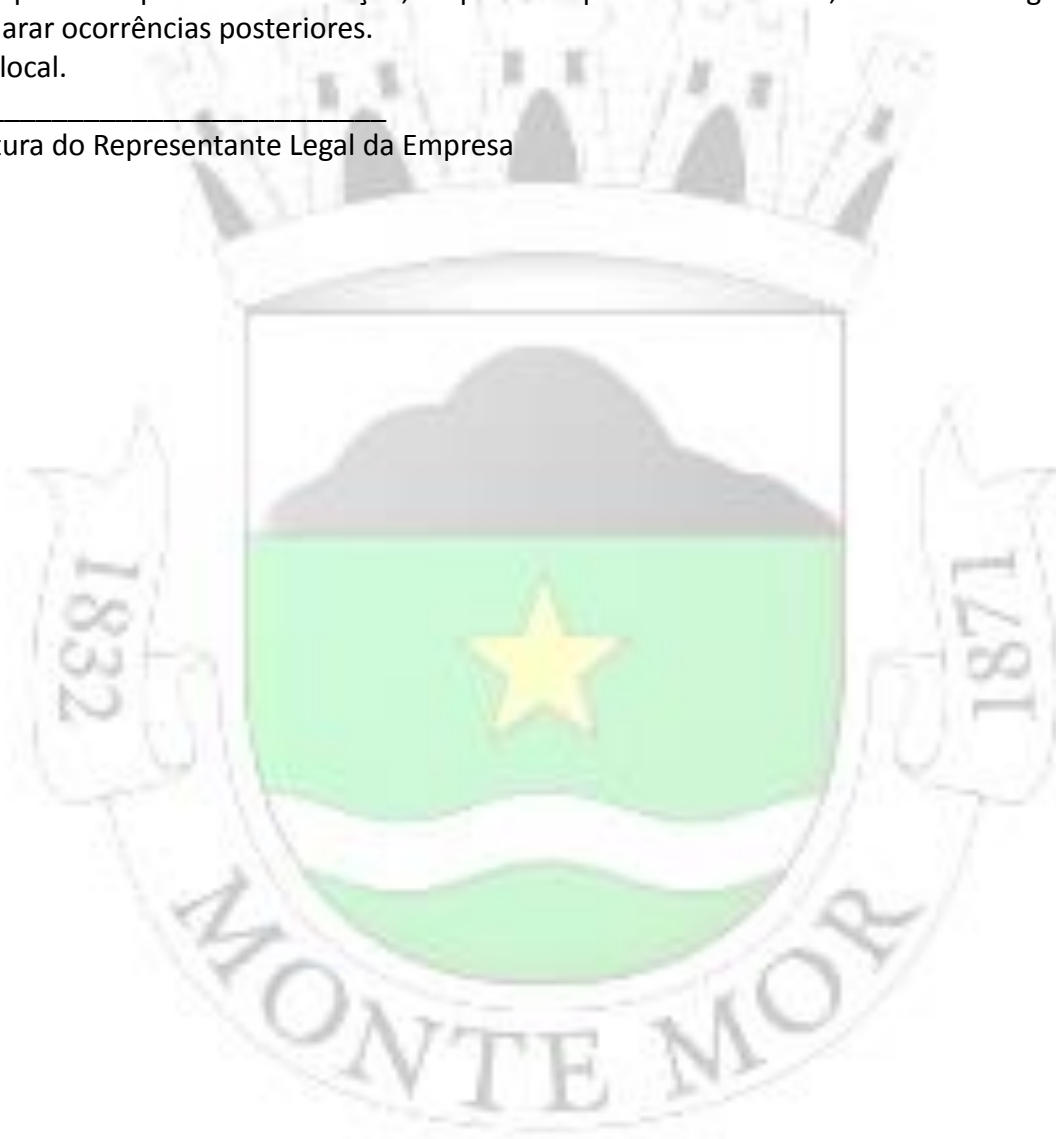 arar ocorrências posteriores.
local.
tura do Representante Legal da Empresa
1832
1871
MONTE MOR